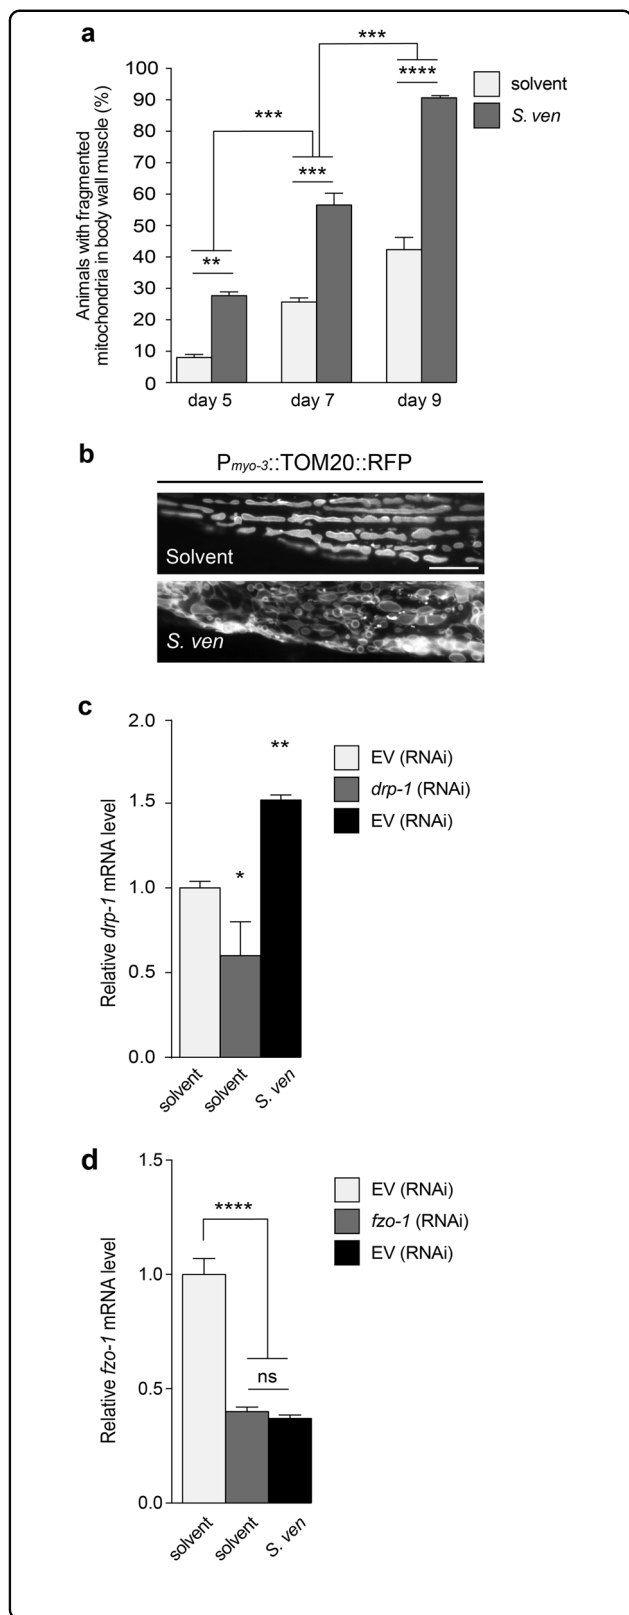 a
***
***
****
***
***
**
solvent
S. ven
Animals with fragmented
mitochondria in body wall muscle (%)
100
90
80
70
60
50
40
30
20
10
0
day 5
day 7
day 9
b
Pmyo-3::TOM20::RFP
Solvent
S. ven
c
Relative drp-1 mRNA level
2.0
1.5
1.0
0.5
0.0
*
**
EV (RNAi)
drp-1 (RNAi)
EV (RNAi)
solvent
solvent
S. ven
d
Relative fzo-1 mRNA level
1.5
1.0
0.5
0.0
****
ns
EV (RNAi)
fzo-1 (RNAi)
EV (RNAi)
solvent
solvent
S. ven